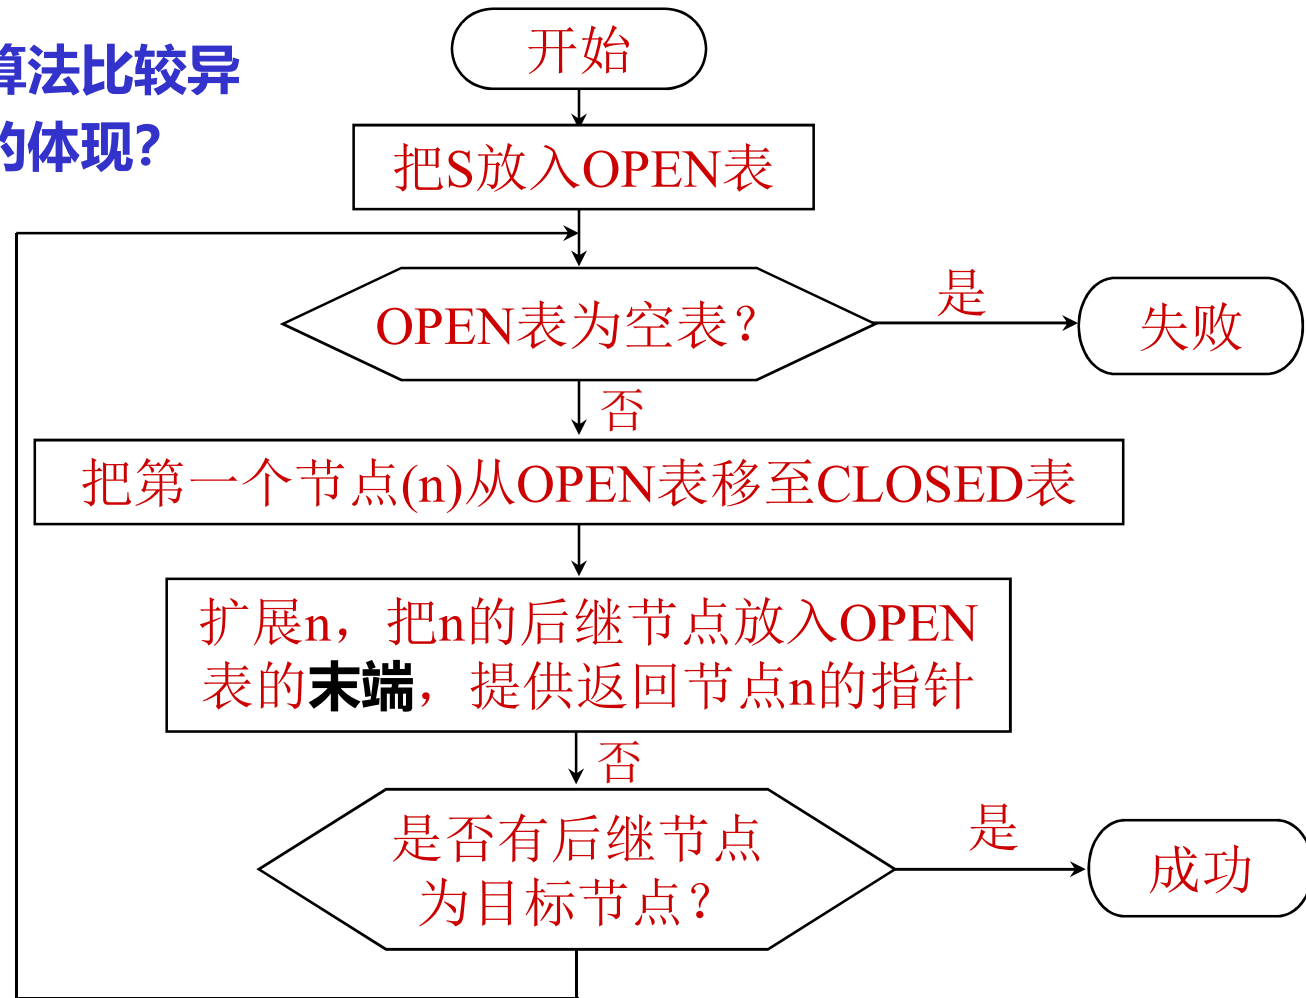 开始
算法比较异
的体现?
把S放入OPEN表
OPEN表为空表?
是
失败
否
把第一个节点(n)从OPEN表移至CLOSED表
扩展n，把n的后继节点放入OPEN
表的末端，提供返回节点n的指针
否
是否有后继节点
为目标节点?
是
成功